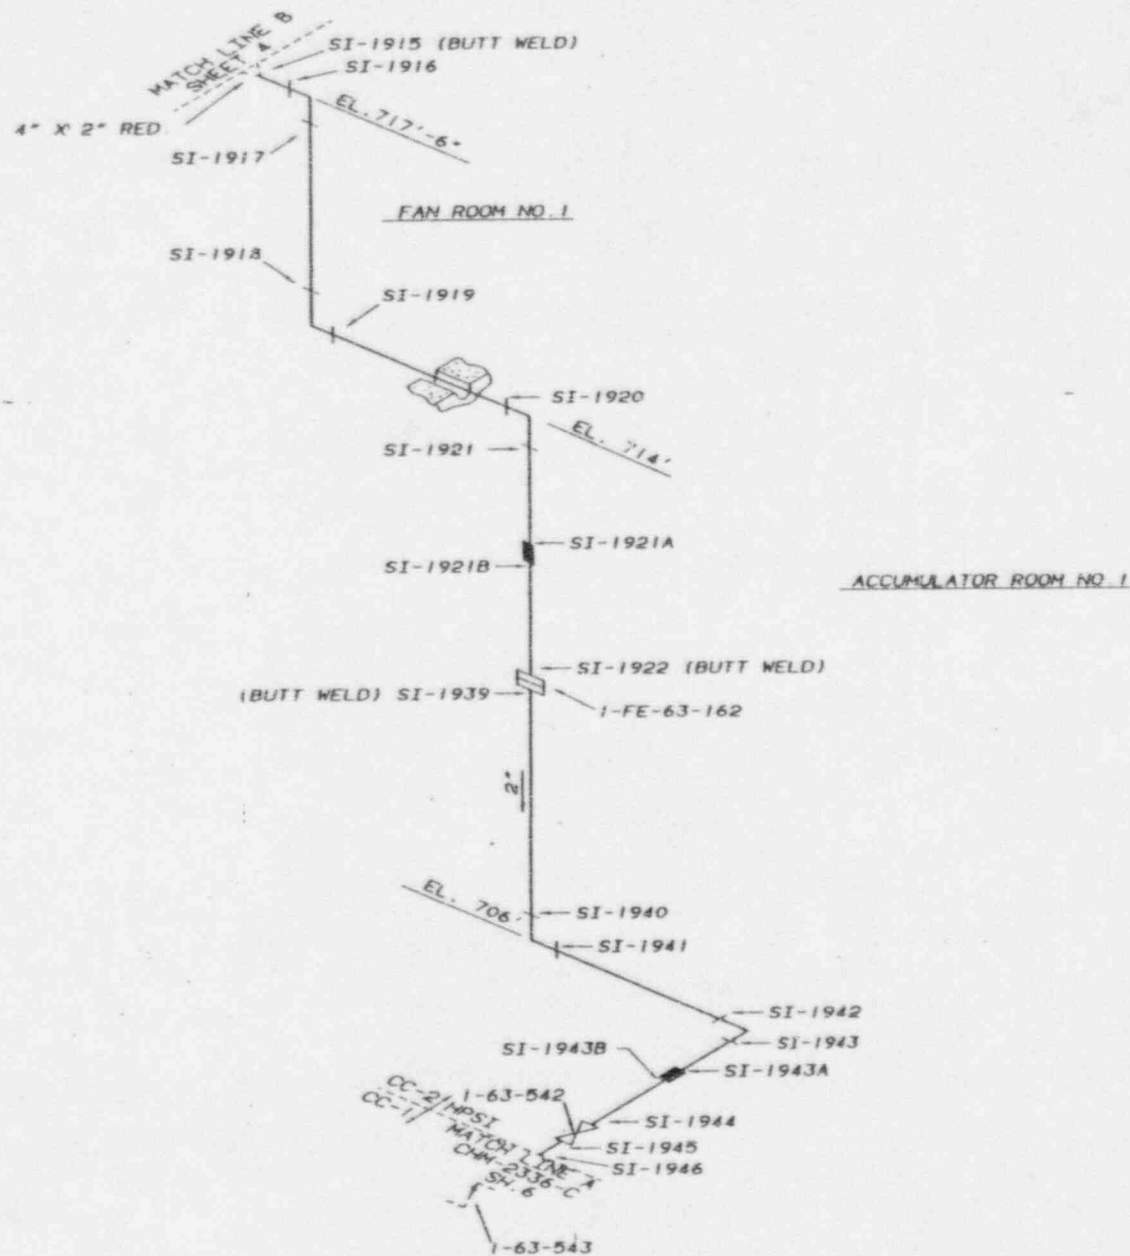 MATCH LINE B
SHEET 4
SI-1915 (BUTT WELD)
SI-1916
4" X 2" RED.
EL. 717'-6"
SI-1917
FAN ROOM NO. 1
SI-1918
SI-1919
SI-1920
SI-1921
EL. 714'
SI-1921A
SI-1921B
ACCUMULATOR ROOM NO. 1
SI-1922 (BUTT WELD)
(BUTT WELD) SI-1939
1-FE-63-162
2"
EL. 706'
SI-1940
SI-1941
SI-1942
SI-1943
SI-1943B
SI-1943A
CC-2
CC-1
HPSI
1-63-542
SI-1944
SI-1945
MATCH LINE A
CHM-2336-C
SH.6
SI-1946
1-63-543